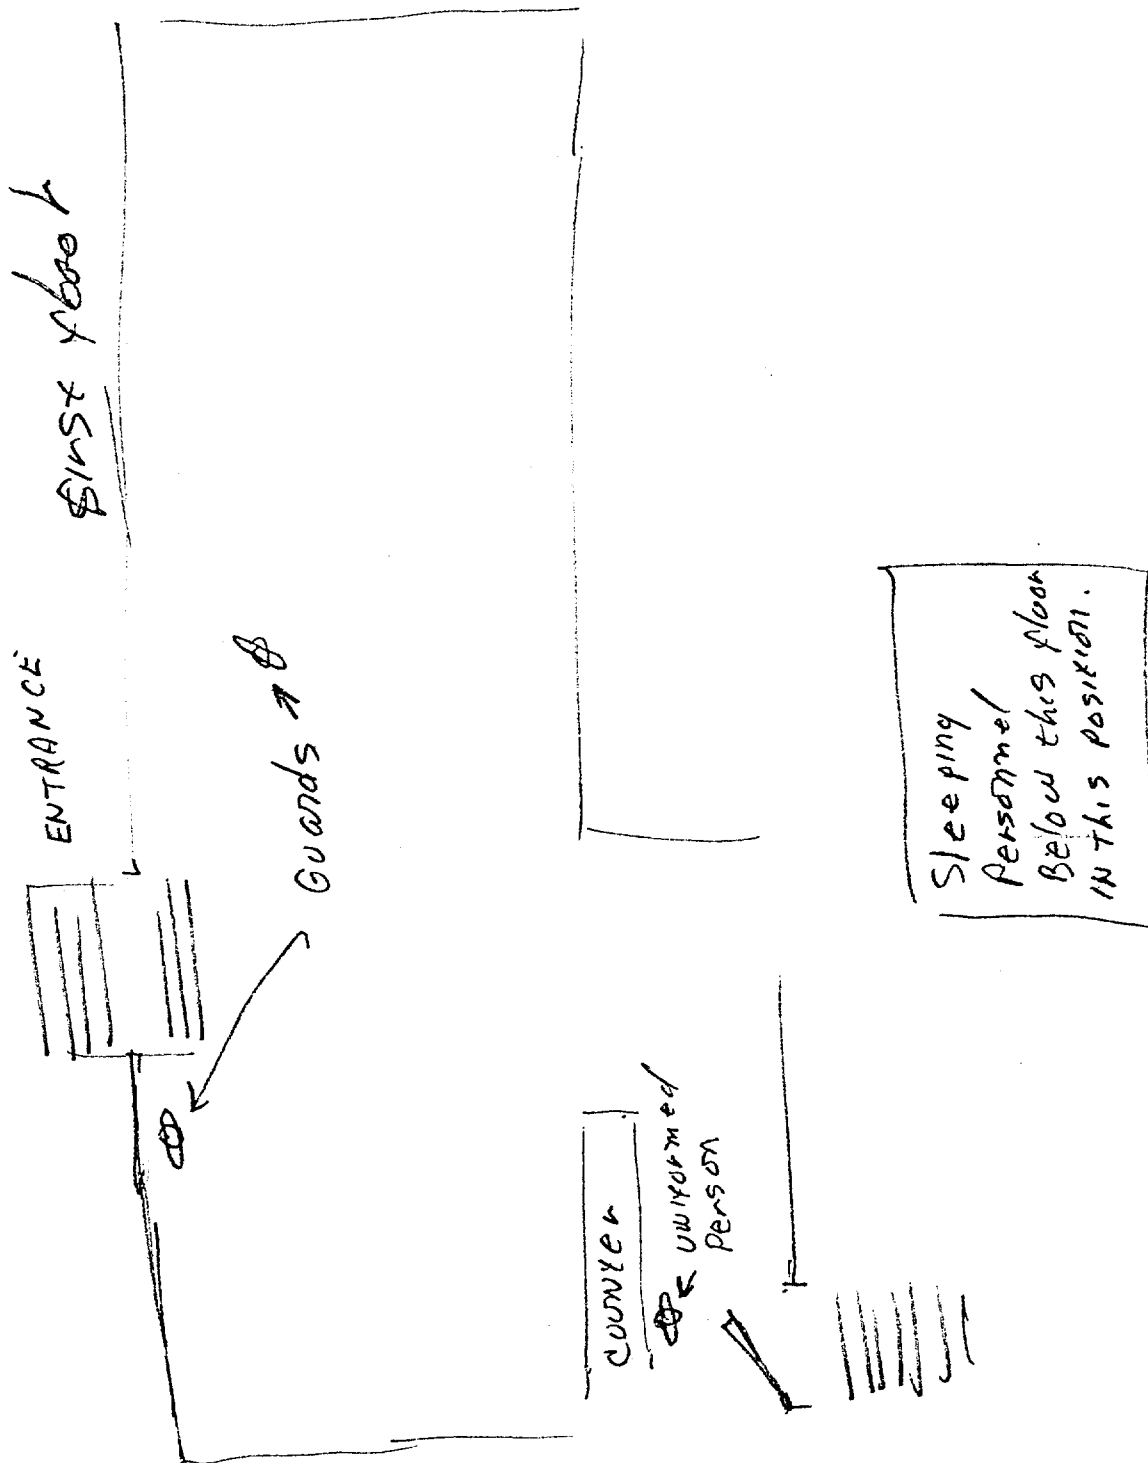 First floor
ENTRANCE
Guards
COUNTER
UNIFORMED
Person
Sleeping
Personnel
Below this floor
IN This position.